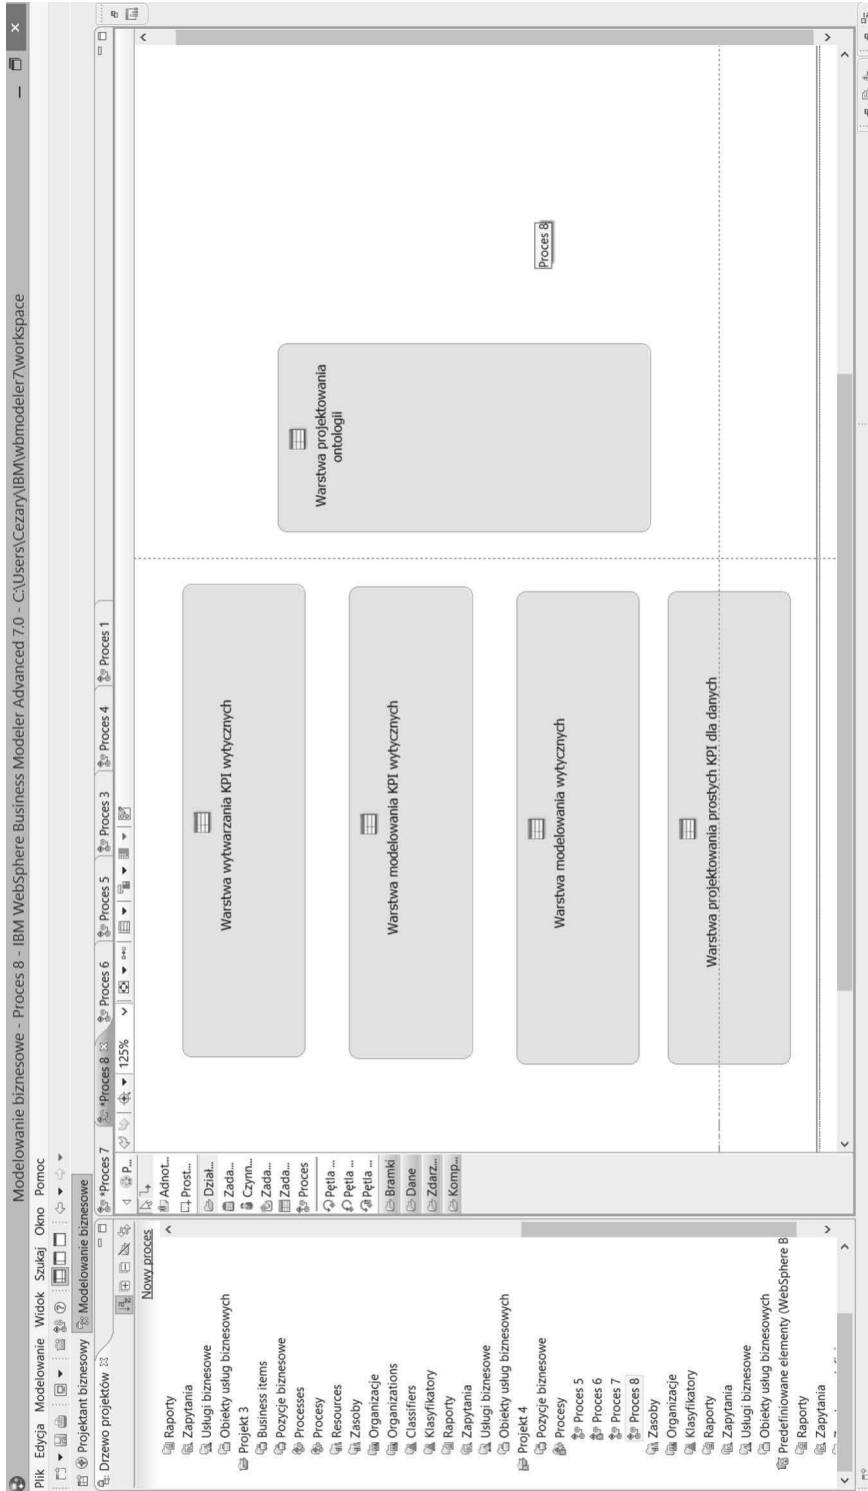 Modelowanie biznesowe - Proces 8 - IBM WebSphere Business Modeler Advanced 7.0 - C:\Users\Cezary\IBM\wbmodeler7\workspace
Plik Edycja Modelowanie Widok Szukaj Okno Pomoc
Projektant biznesowy Modelowanie biznesowe
Drzewo projektów
Nowy proces
Raporty
Zapytania
Usługi biznesowe
Obiekty usług biznesowych
Projekt 3
Business items
Pozycje biznesowe
Processes
Procesy
Resources
Zasoby
Organizacje
Organizations
Classifiers
Klasyfikatory
Raporty
Zapytania
Usługi biznesowe
Obiekty usług biznesowych
Projekt 4
Pozycje biznesowe
Procesy
Proces 5
Proces 6
Proces 7
Proces 8
Zasoby
Organizacje
Klasyfikatory
Raporty
Zapytania
Usługi biznesowe
Obiekty usług biznesowych
Predefiniowane elementy (WebSphere B
Raporty
Zapytania
*Proces 7 *Proces 8 Proces 6 Proces 5 Proces 3 Proces 4 Proces 1
P...
125%
Adnot...
Prost...
Dział...
Zada...
Czynn...
Zada...
Zada...
Proces
Pętla ...
Pętla ...
Pętla ...
Bramki
Dane
Zdarz...
Komp...
Warstwa wytwarzania KPI wytycznych
Warstwa modelowania KPI wytycznych
Warstwa modelowania wytycznych
Warstwa projektowania prostych KPI dla danych
Warstwa projektowania
ontologii
Proces 8